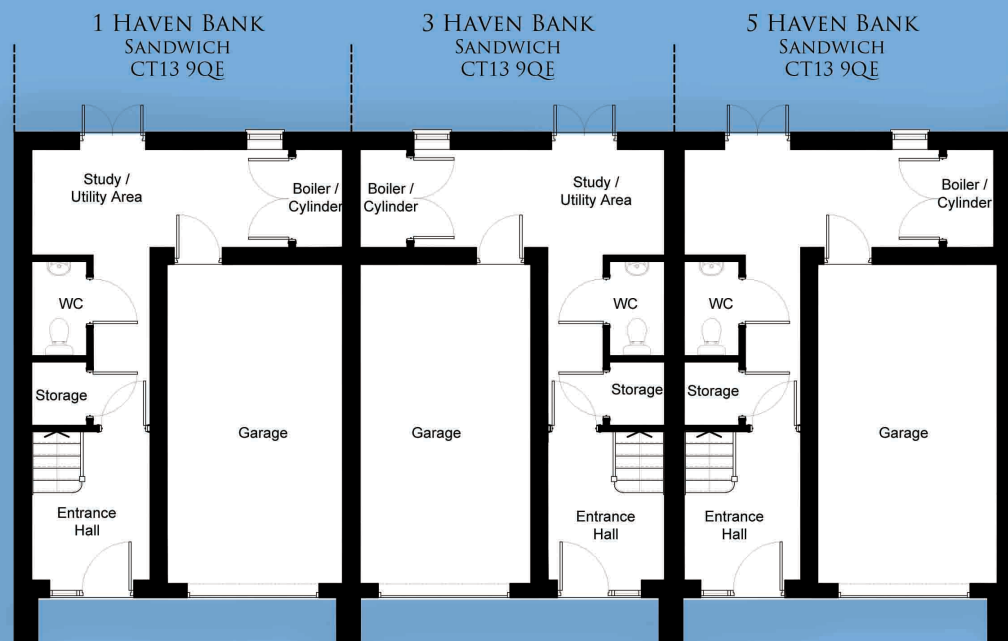 1 HAVEN BANK
SANDWICH
CT13 9QE
3 HAVEN BANK
SANDWICH
CT13 9QE
5 HAVEN BANK
SANDWICH
CT13 9QE
Study /
Utility Area
Boiler /
Cylinder
WC
Storage
Garage
Entrance
Hall
Boiler /
Cylinder
Study /
Utility Area
WC
Storage
Garage
Entrance
Hall
Boiler /
Cylinder
WC
Storage
Garage
Entrance
Hall